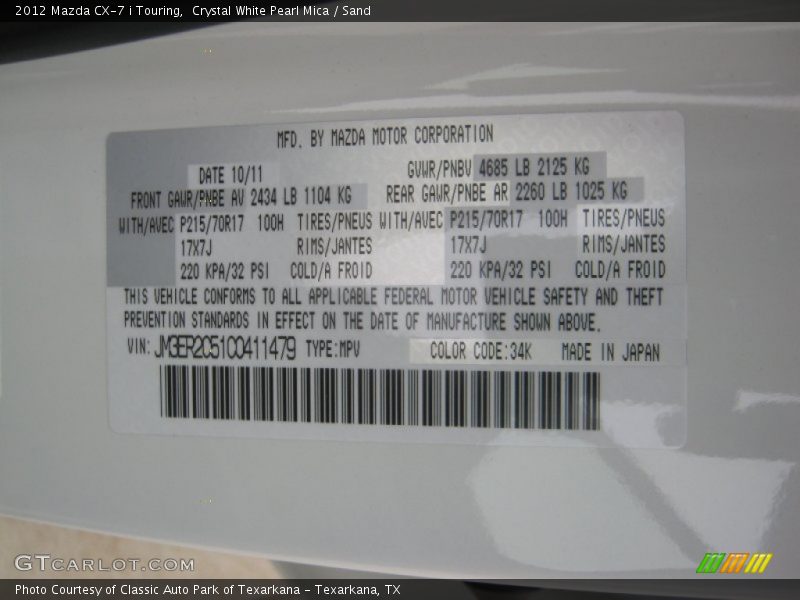 2012 Mazda CX-7 i Touring, Crystal White Pearl Mica / Sand
MFD. BY MAZDA MOTOR CORPORATION
DATE 10/11 GVWR/PNBV 4685 LB 2125 KG
FRONT GAWR/PNBE AV 2434 LB 1104 KG REAR GAWR/PNBE AR 2260 LB 1025 KG
WITH/AVEC P215/70R17 100H TIRES/PNEUS WITH/AVEC P215/70R17 100H TIRES/PNEUS
17X7J RIMS/JANTES 17X7J RIMS/JANTES
220 KPA/32 PSI COLD/A FROID 220 KPA/32 PSI COLD/A FROID
THIS VEHICLE CONFORMS TO ALL APPLICABLE FEDERAL MOTOR VEHICLE SAFETY AND THEFT
PREVENTION STANDARDS IN EFFECT ON THE DATE OF MANUFACTURE SHOWN ABOVE.
VIN: JM3ER2C51C0411479 TYPE:MPV COLOR CODE:34K MADE IN JAPAN
GTCARLOT.COM
Photo Courtesy of Classic Auto Park of Texarkana - Texarkana, TX